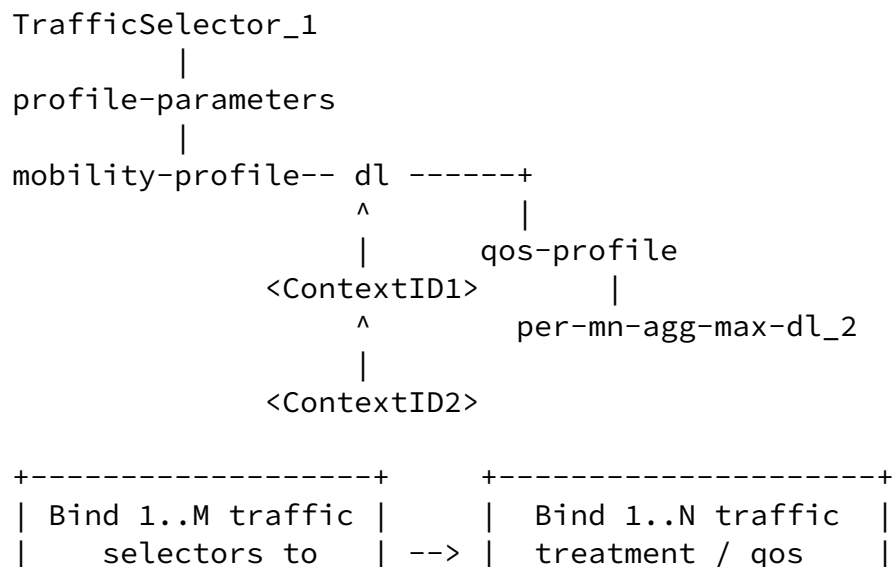 TrafficSelector_1
         |
profile-parameters
         |
mobility-profile-- dl ------+
                   ^        |
                   |      qos-profile
              <ContextID1>       |
                   ^        per-mn-agg-max-dl_2
                   |
              <ContextID2>

+-------------------+     +---------------------+
| Bind 1..M traffic |     |  Bind 1..N traffic  |
|    selectors to   | --> |  treatment / qos    |